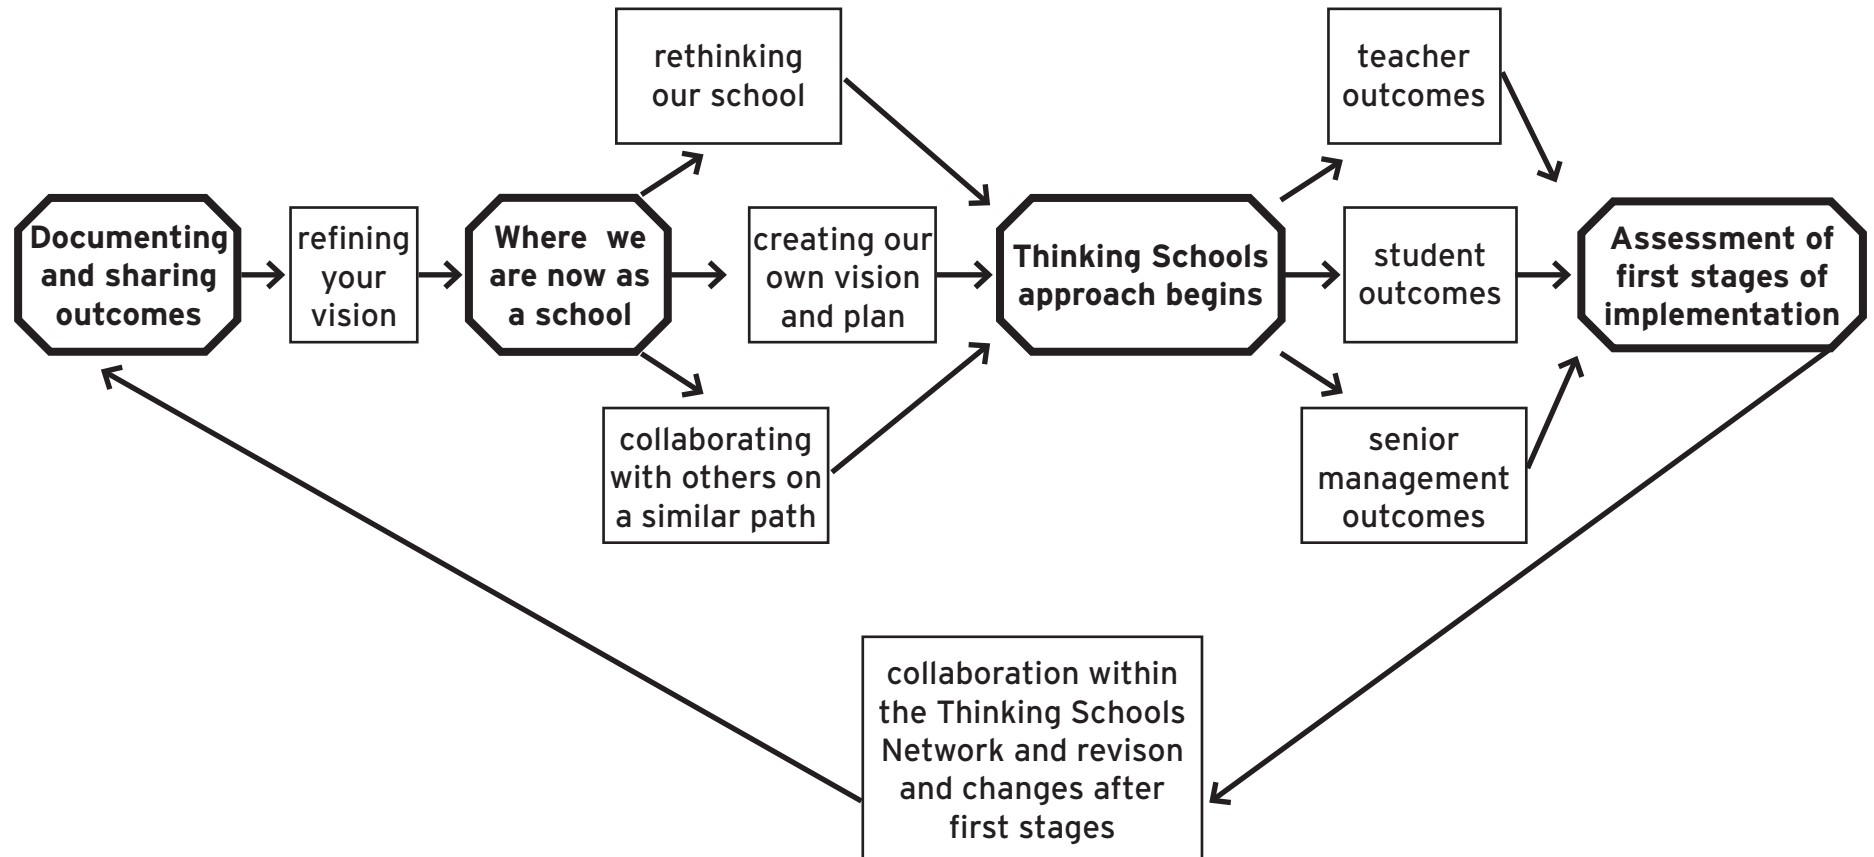 rethinking
our school
teacher
outcomes
Documenting
and sharing
outcomes
refining
your
vision
Where we
are now as
a school
creating our
own vision
and plan
Thinking Schools
approach begins
student
outcomes
Assessment of
first stages of
implementation
collaborating
with others on
a similar path
senior
management
outcomes
collaboration within
the Thinking Schools
Network and revison
and changes after
first stages